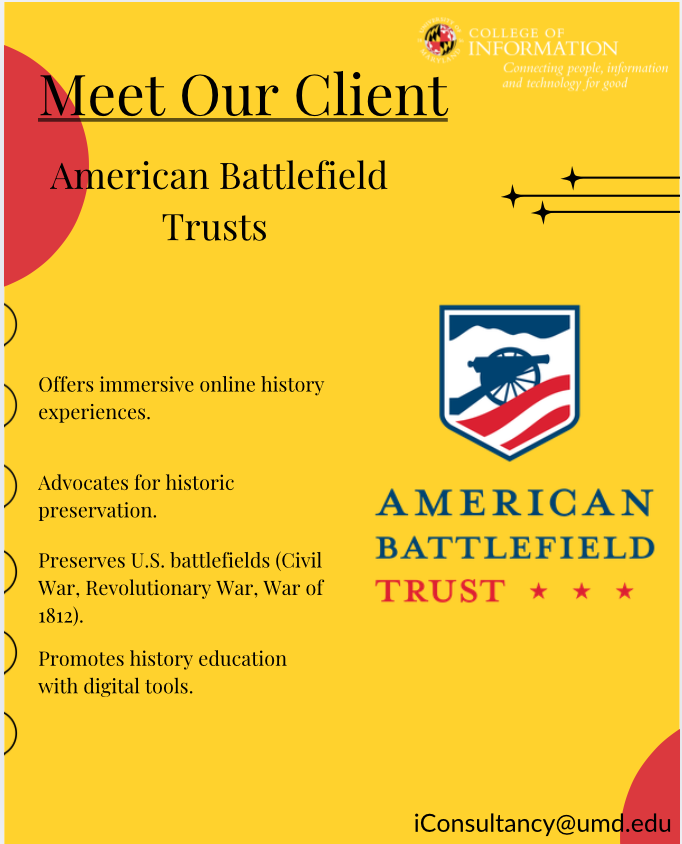 COLLEGE OF
INFORMATION
Connecting people, information
and technology for good
Meet Our Client
American Battlefield
Trusts
Offers immersive online history
experiences.
Advocates for historic
preservation.
Preserves U.S. battlefields (Civil
War, Revolutionary War, War of
1812).
Promotes history education
with digital tools.
AMERICAN
BATTLEFIELD
TRUST
iConsultancy@umd.edu